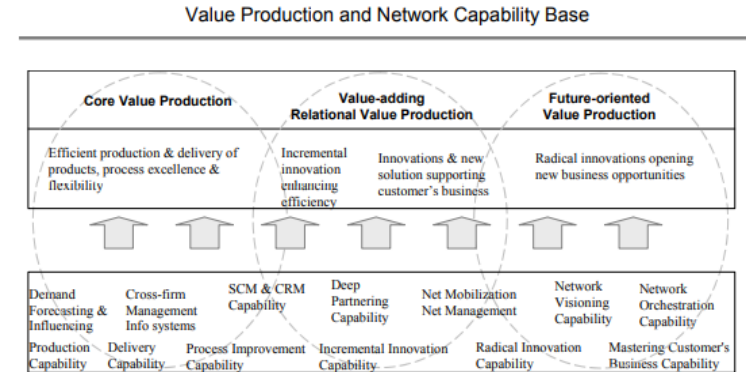 Value Production and Network Capability Base
Core Value Production
Value-adding
Relational Value Production
Future-oriented
Value Production
Efficient production & delivery of
products, process excellence &
flexibility
Incremental
innovation
enhancing
efficiency
Innovations & new
solution supporting
customer's business
Radical innovations opening
new business opportunities
Demand
Forecasting &
Influencing
Cross-firm
Management
Info systems
SCM & CRM
Capability
Deep
Partnering
Capability
Net Mobilization
Net Management
Network
Visioning
Capability
Network
Orchestration
Capability
Production
Capability
Delivery
Capability
Process Improvement
Capability
Incremental Innovation
Capability
Radical Innovation
Capability
Mastering Customer's
Business Capability